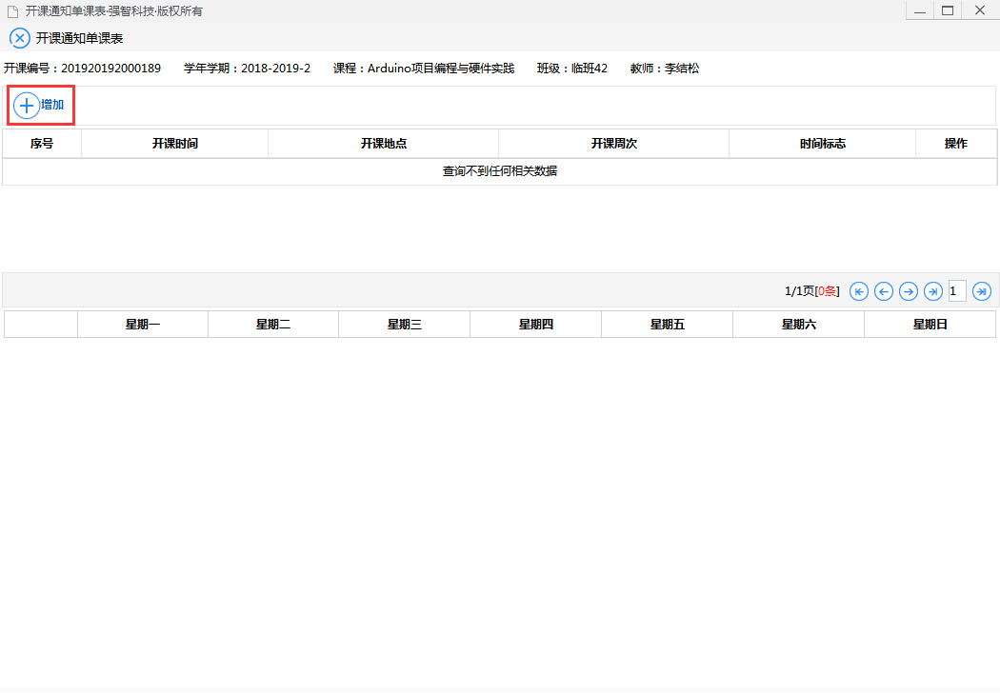 开课通知单课表·强智科技·版权所有
开课通知单课表
开课编号：201920192000189 学年学期：2018-2019-2 课程：Arduino项目编程与硬件实践 班级：临班42 教师：李结松
增加
序号 开课时间 开课地点 开课周次 时间标志 操作
查询不到任何相关数据
1/1页[0条] 1
星期一 星期二 星期三 星期四 星期五 星期六 星期日